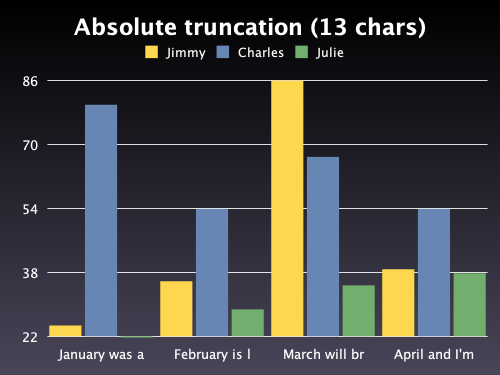 Absolute truncation (13 chars)
Jimmy Charles Julie
86
70
54
38
22
January was a February is l March will br April and I'm